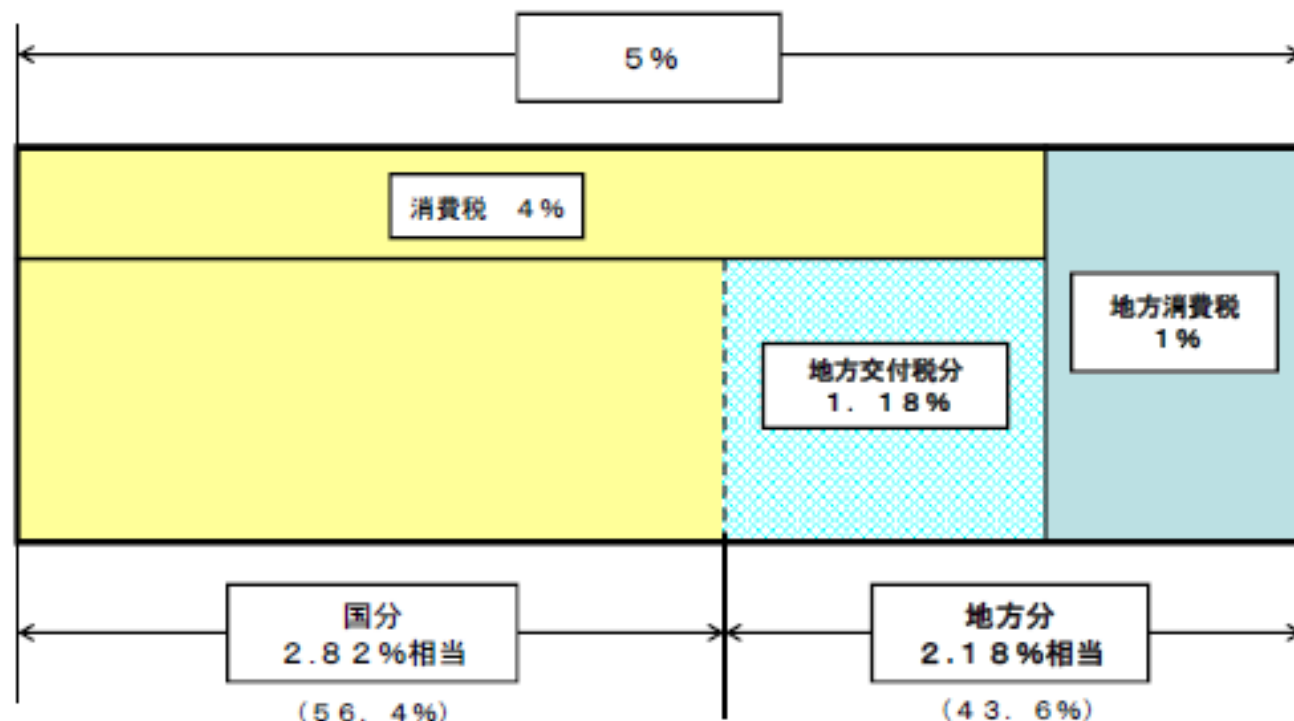 ５%
消費税　４%
地方消費税
１%
地方交付税分
１．１８%
国分
２.８２%相当
(５６．４%)
地方分
２.１８%相当
(４３．６%)